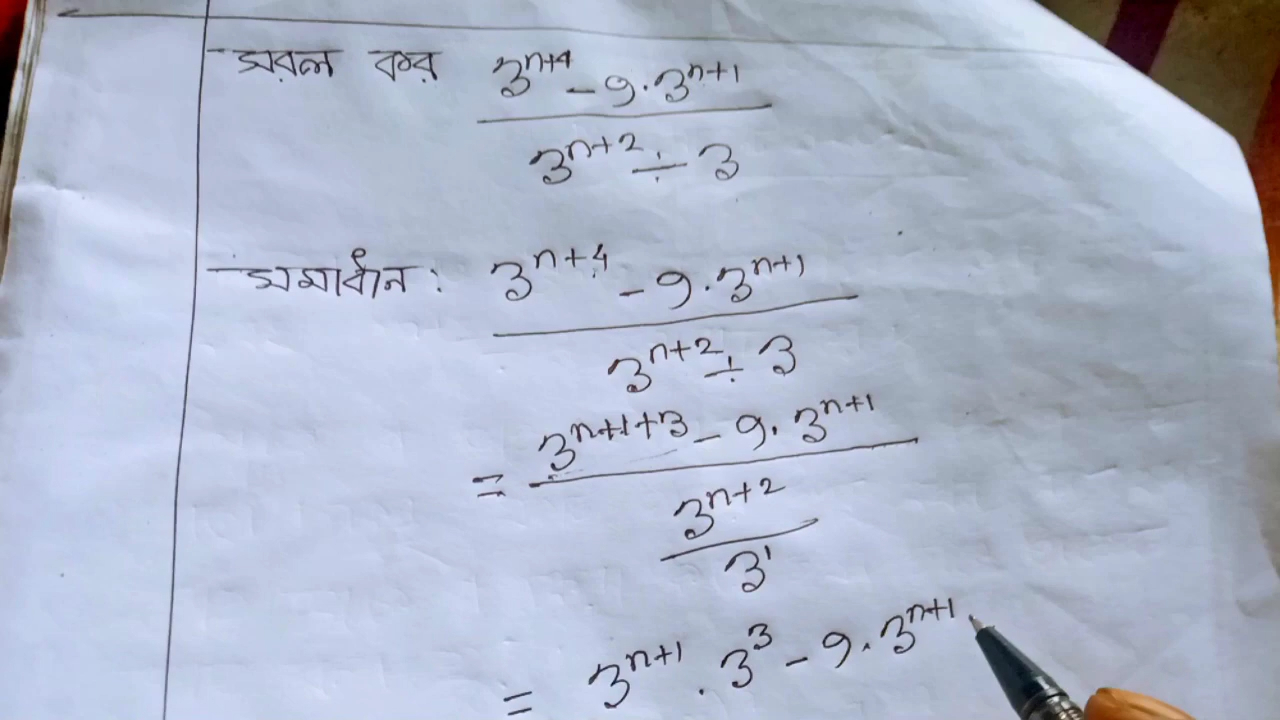 সরল কর 3^{n+4} - 9·3^{n+1}
3^{n+2} ÷ 3
সমাধান: 3^{n+4} - 9·3^{n+1}
3^{n+2} ÷ 3
= 3^{n+1+3} - 9·3^{n+1}
3^{n+2}
3^1
= 3^{n+1} · 3^3 - 9·3^{n+1}